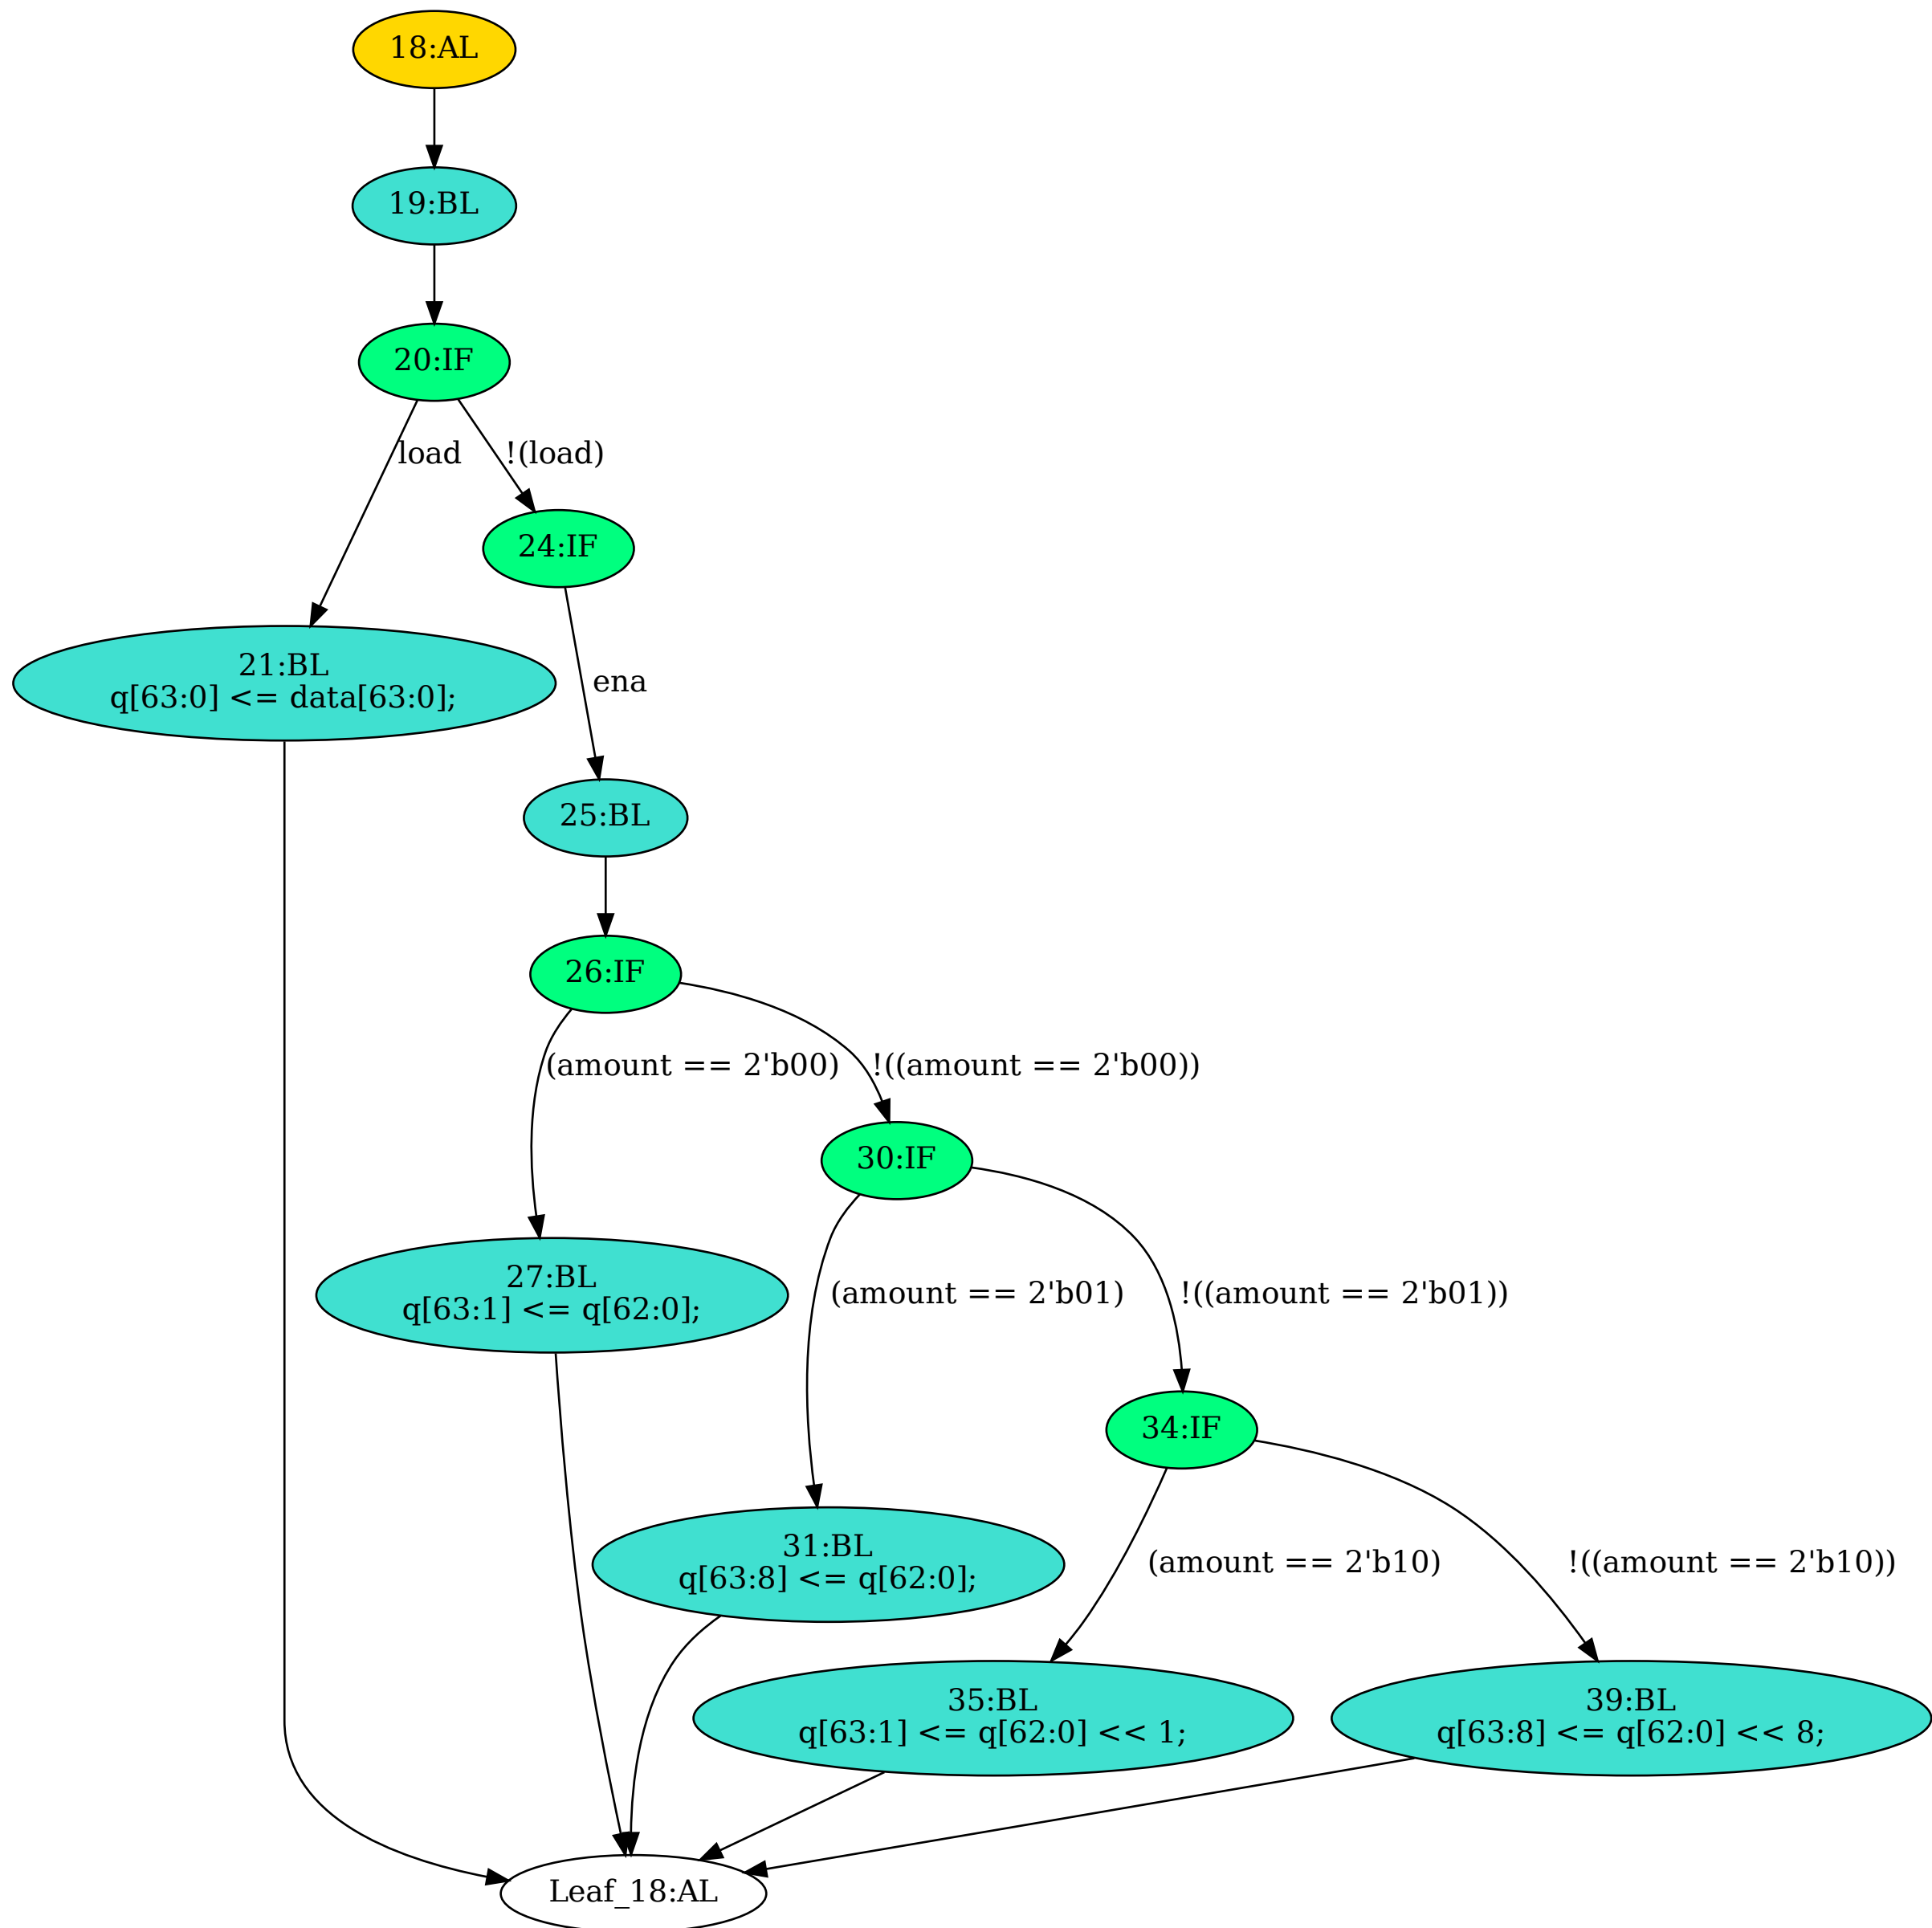 18:AL
19:BL
20:IF
load
!(load)
24:IF
21:BL
q[63:0] <= data[63:0];
ena
25:BL
26:IF
(amount == 2'b00)
!((amount == 2'b00))
30:IF
27:BL
q[63:1] <= q[62:0];
(amount == 2'b01)
!((amount == 2'b01))
34:IF
31:BL
q[63:8] <= q[62:0];
(amount == 2'b10)
!((amount == 2'b10))
35:BL
q[63:1] <= q[62:0] << 1;
39:BL
q[63:8] <= q[62:0] << 8;
Leaf_18:AL